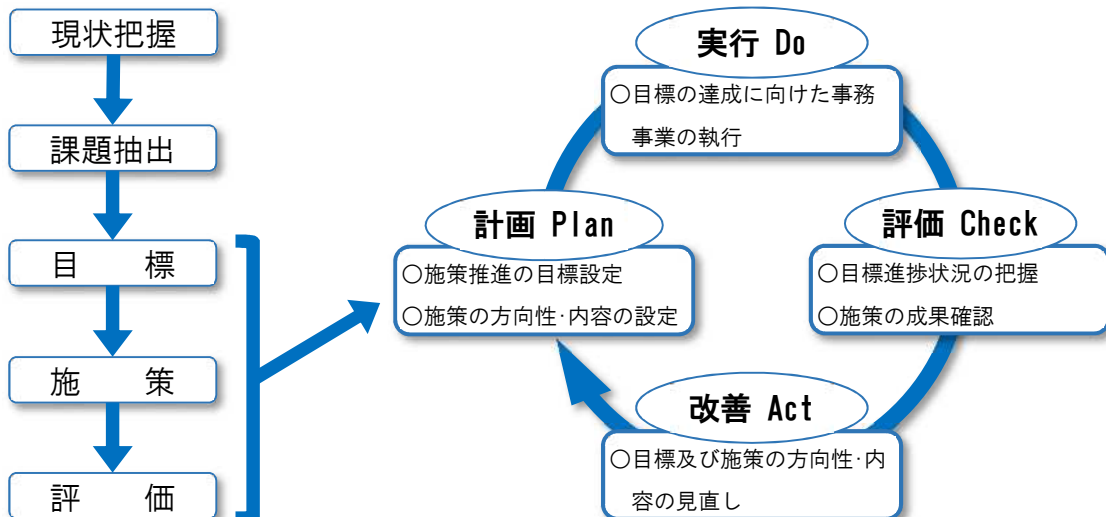 現状把握
課題抽出
目　　標
施　　策
評　　価
計画 Plan
○施策推進の目標設定
○施策の方向性･内容の設定
実行 Do
○目標の達成に向けた事務
事業の執行
評価 Check
○目標進捗状況の把握
○施策の成果確認
改善 Act
○目標及び施策の方向性･内
容の見直し